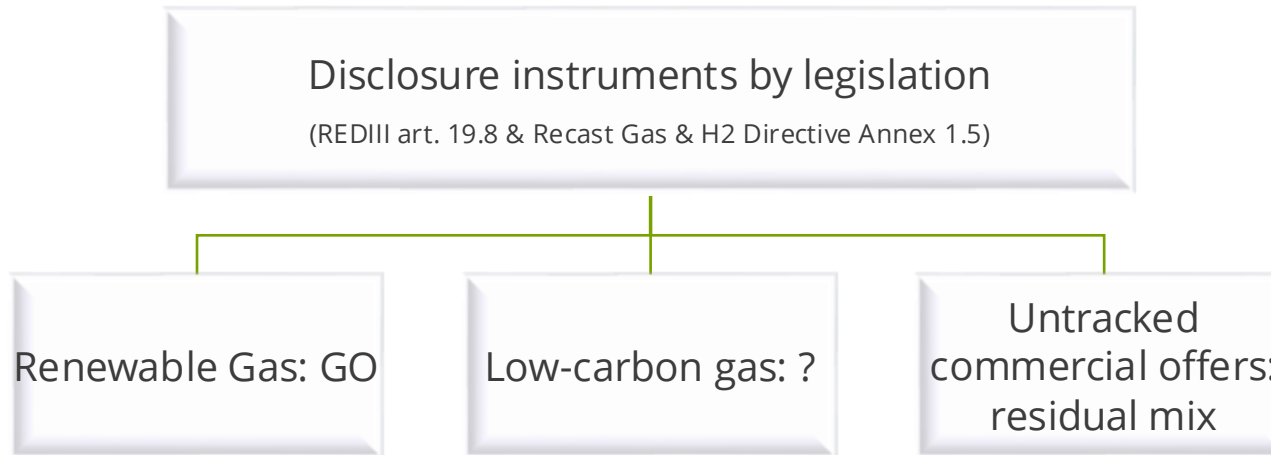 Disclosure instruments by legislation
(REDIII art. 19.8 & Recast Gas & H2 Directive Annex 1.5)
Renewable Gas: GO
Low-carbon gas: ?
Untracked
commercial offers:
residual mix